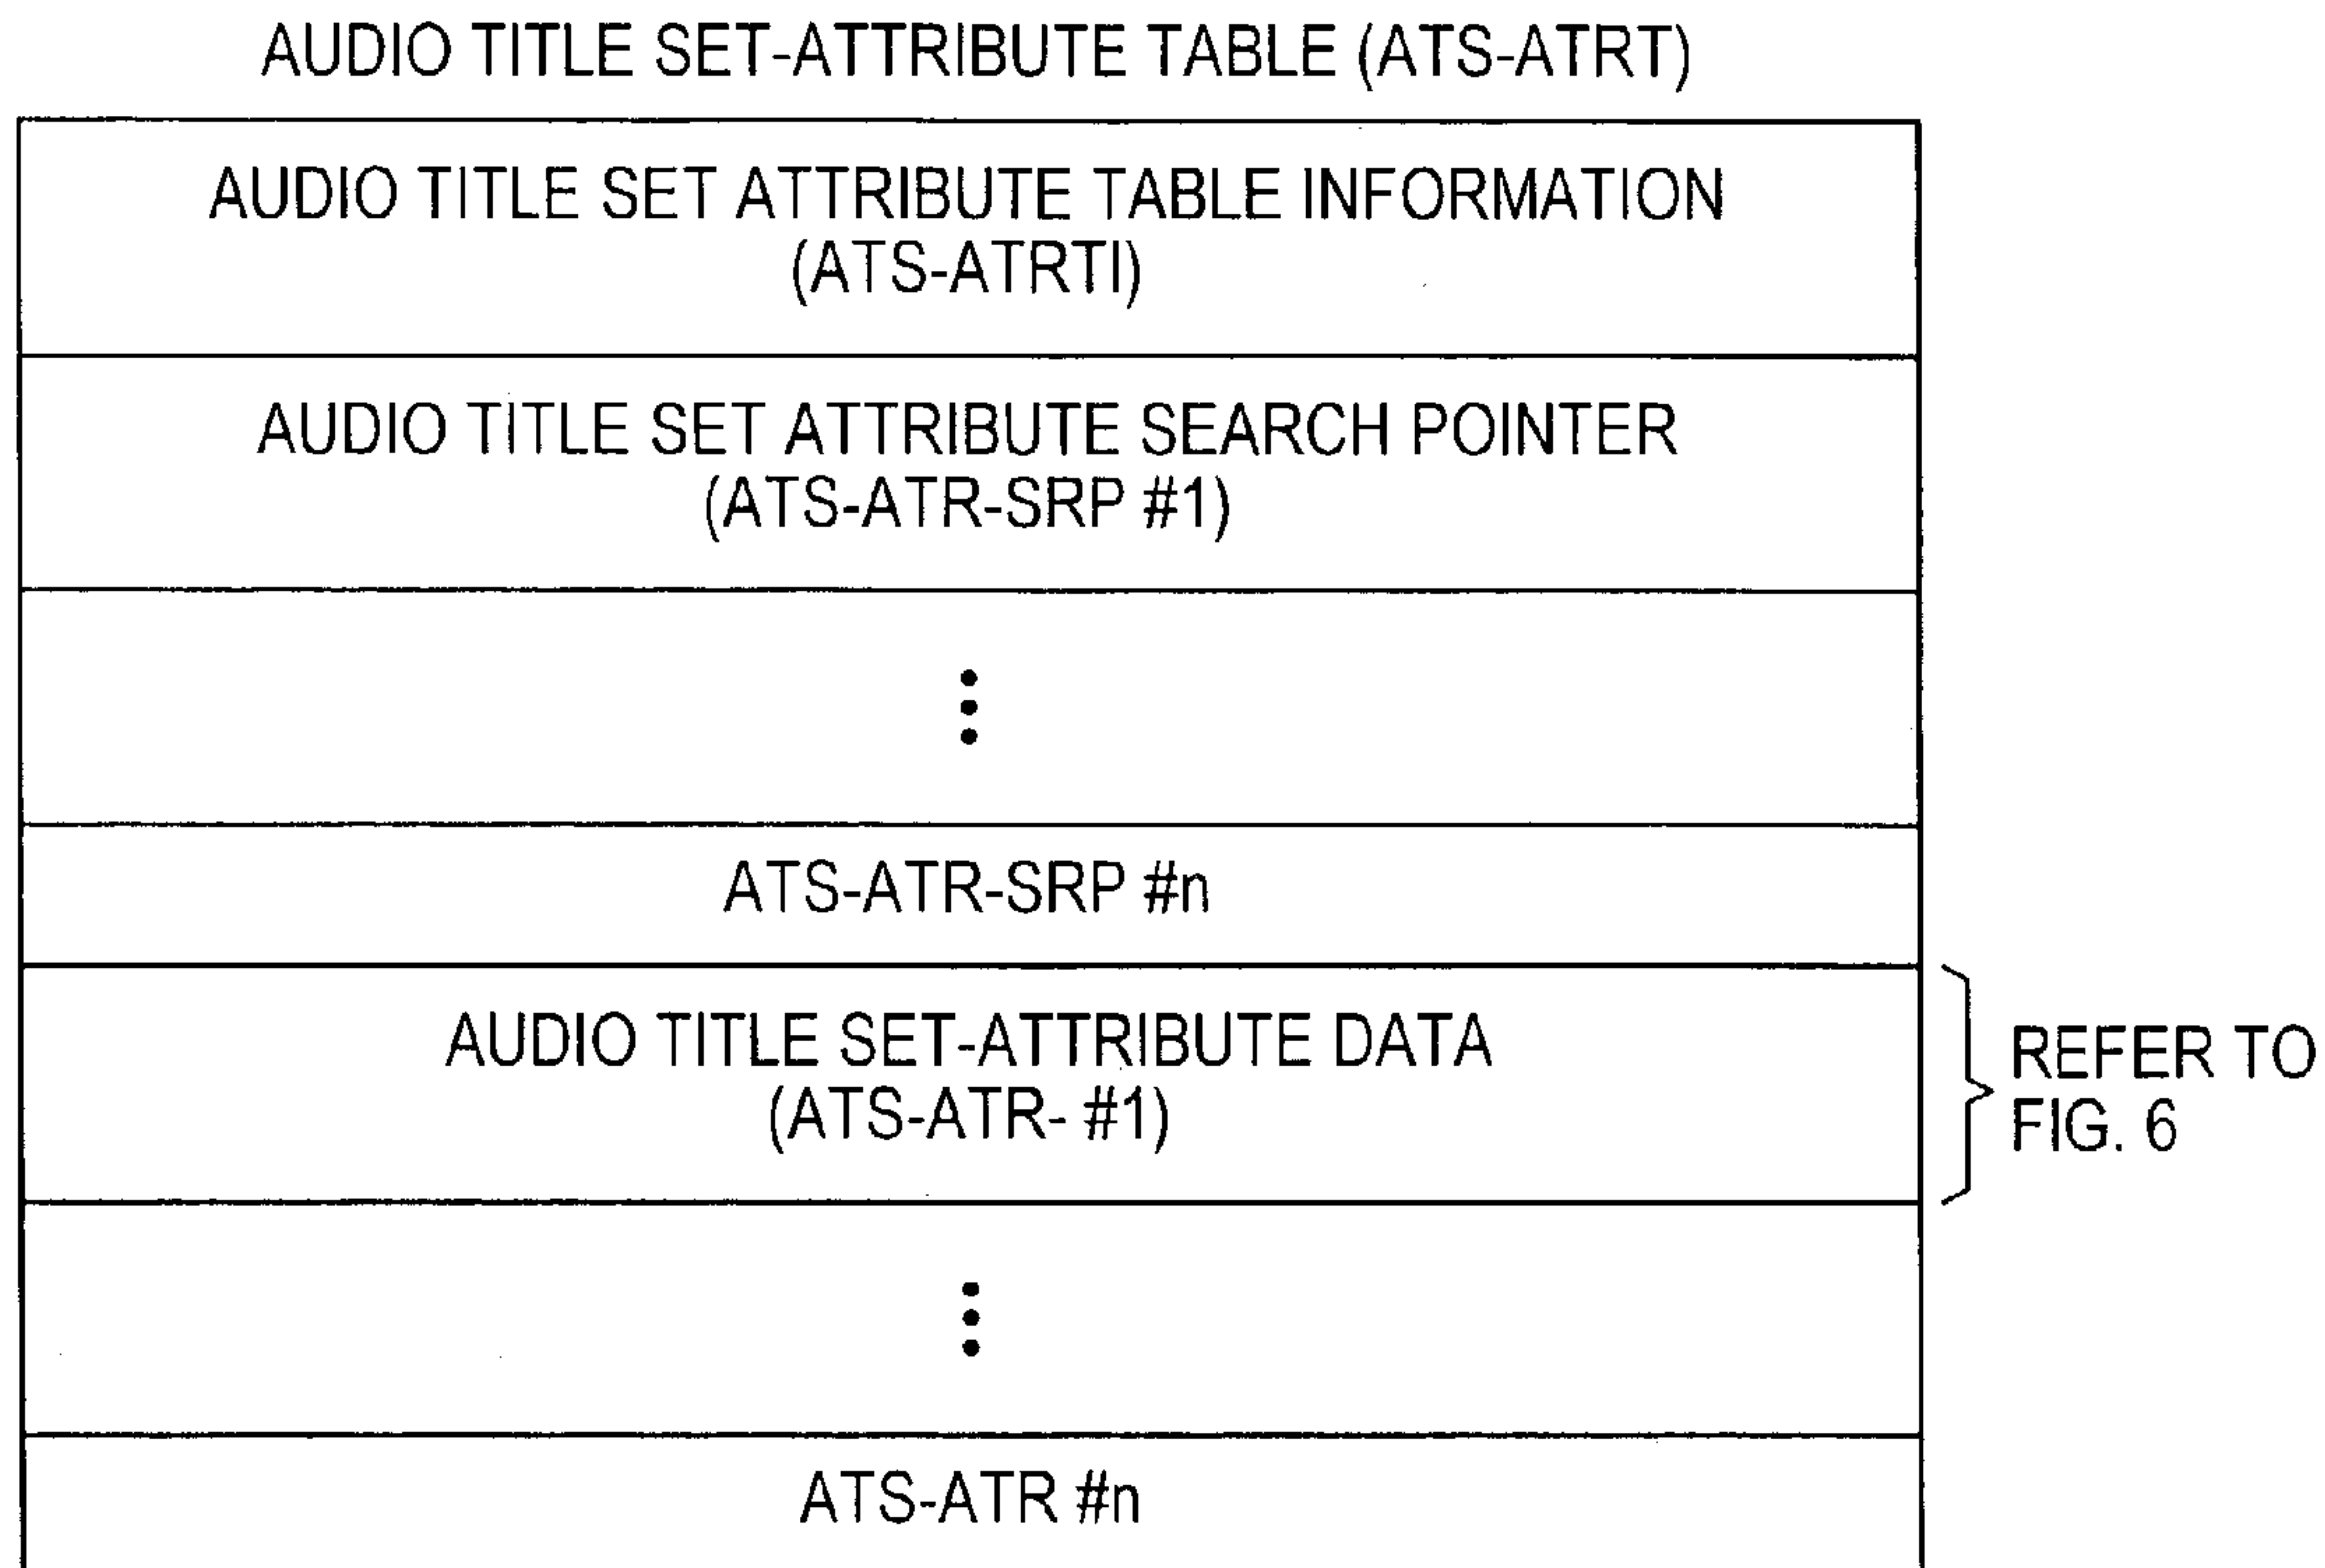 AUDIO TITLE SET-ATTRIBUTE TABLE (ATS-ATRT)
AUDIO TITLE SET ATTRIBUTE TABLE INFORMATION
(ATS-ATRTI)
AUDIO TITLE SET ATTRIBUTE SEARCH POINTER
(ATS-ATR-SRP #1)
ATS-ATR-SRP #n
AUDIO TITLE SET-ATTRIBUTE DATA
(ATS-ATR- #1)
REFER TO
FIG. 6
ATS-ATR #n